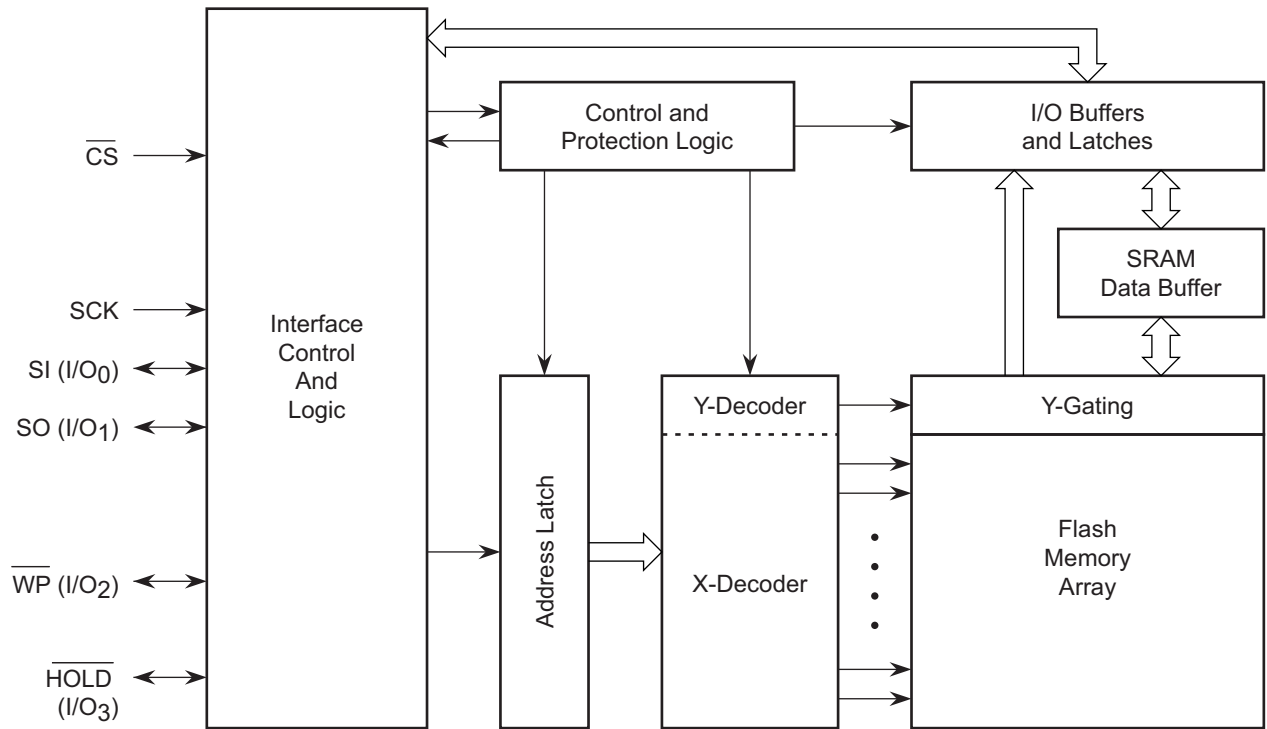 Control and
Protection Logic
I/O Buffers
and Latches
CS
SRAM
Data Buffer
SCK
Interface
Control
And
Logic
SI (I/O0)
SO (I/O1)
Y-Decoder
Y-Gating
Address Latch
WP (I/O2)
X-Decoder
Flash
Memory
Array
HOLD
(I/O3)